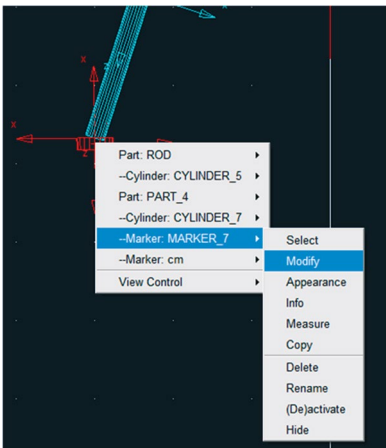 x
x
x
z
z
Part: ROD
--Cylinder: CYLINDER_5
Part: PART_4
--Cylinder: CYLINDER_7
--Marker: MARKER_7
--Marker: cm
View Control
Select
Modify
Appearance
Info
Measure
Copy
Delete
Rename
(De)activate
Hide